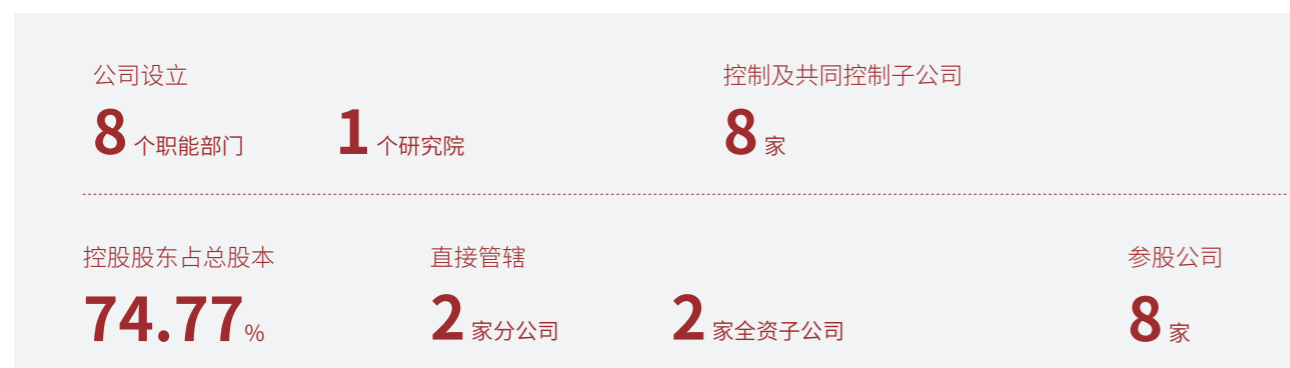 公司设立
控制及共同控制子公司
8个职能部门
1个研究院
8家
控股股东占总股本
直接管辖
参股公司
74.77%
2家分公司
2家全资子公司
8家